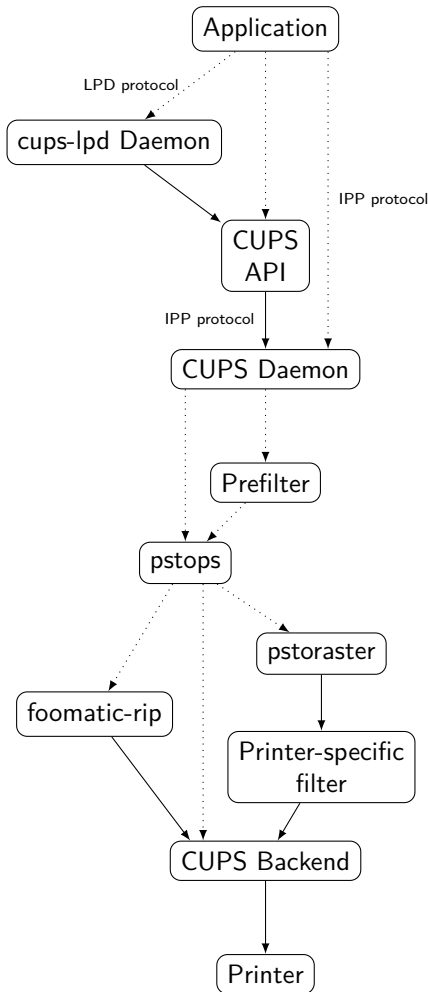 Application
LPD protocol
cups-lpd Daemon
IPP protocol
CUPS
API
IPP protocol
CUPS Daemon
Prefilter
pstops
pstoraster
foomatic-rip
Printer-specific
filter
CUPS Backend
Printer